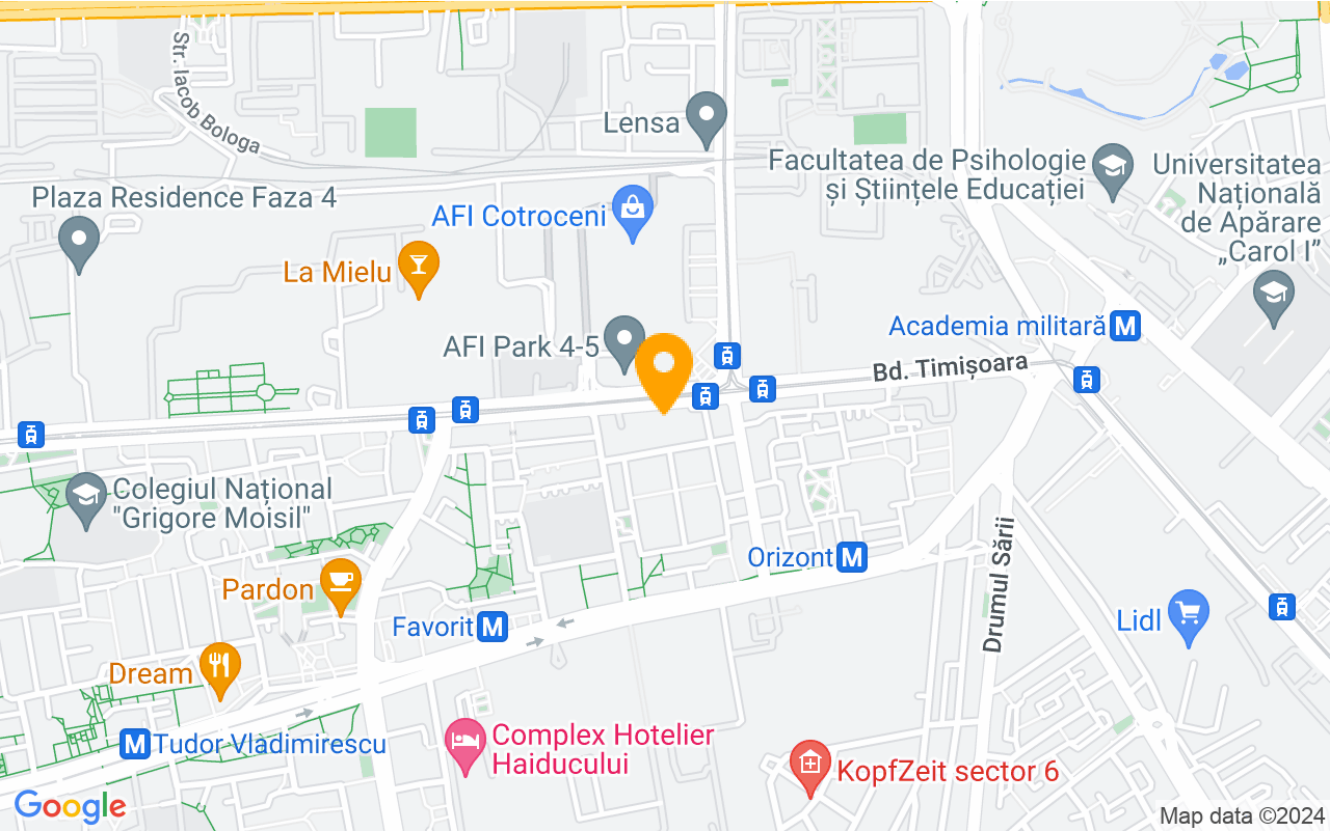 Str. Iacob Bologa
Lensa
Facultatea de Psihologie
și Științele Educației
Universitatea
Națională
de Apărare
„Carol I”
Plaza Residence Faza 4
AFI Cotroceni
La Mielu
AFI Park 4-5
Academia militară M
Bd. Timișoara
Colegiul Național
"Grigore Moisil"
Orizont M
Drumul Sării
Pardon
Favorit M
Lidl
Dream
M Tudor Vladimirescu
Complex Hotelier
Haiducului
KopfZeit sector 6
Google
Map data ©2024